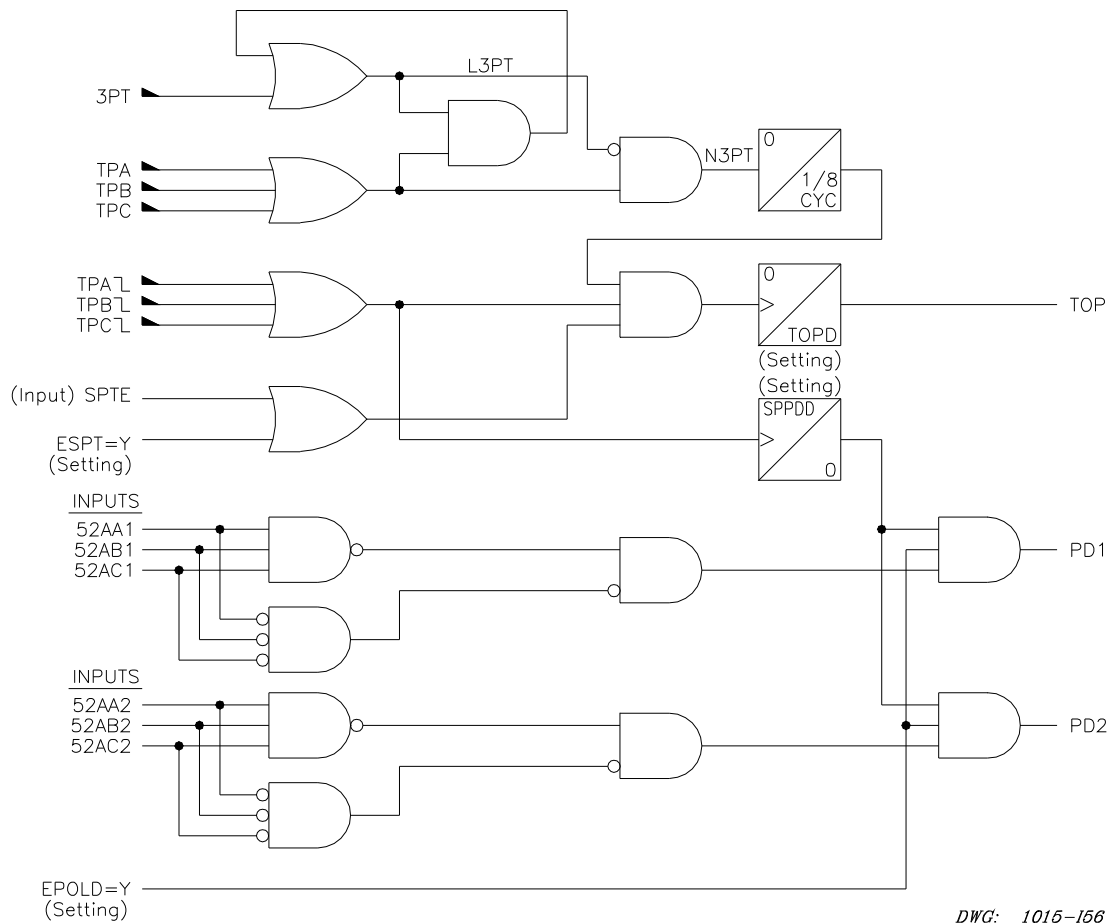 L3PT
3PT
N3PT
0
1/8
CYC
TPA
TPB
TPC
TPA
TPB
TPC
0
TOPD
(Setting)
TOP
(Setting)
SPPDD
0
(Input) SPTE
ESPT=Y
(Setting)
INPUTS
52AA1
52AB1
52AC1
PD1
INPUTS
52AA2
52AB2
52AC2
PD2
EPOLD=Y
(Setting)
DWG: 1015-I56